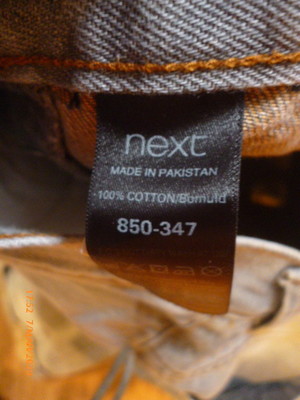 next
MADE IN PAKISTAN
100% COTTON/Bomuld
850-347